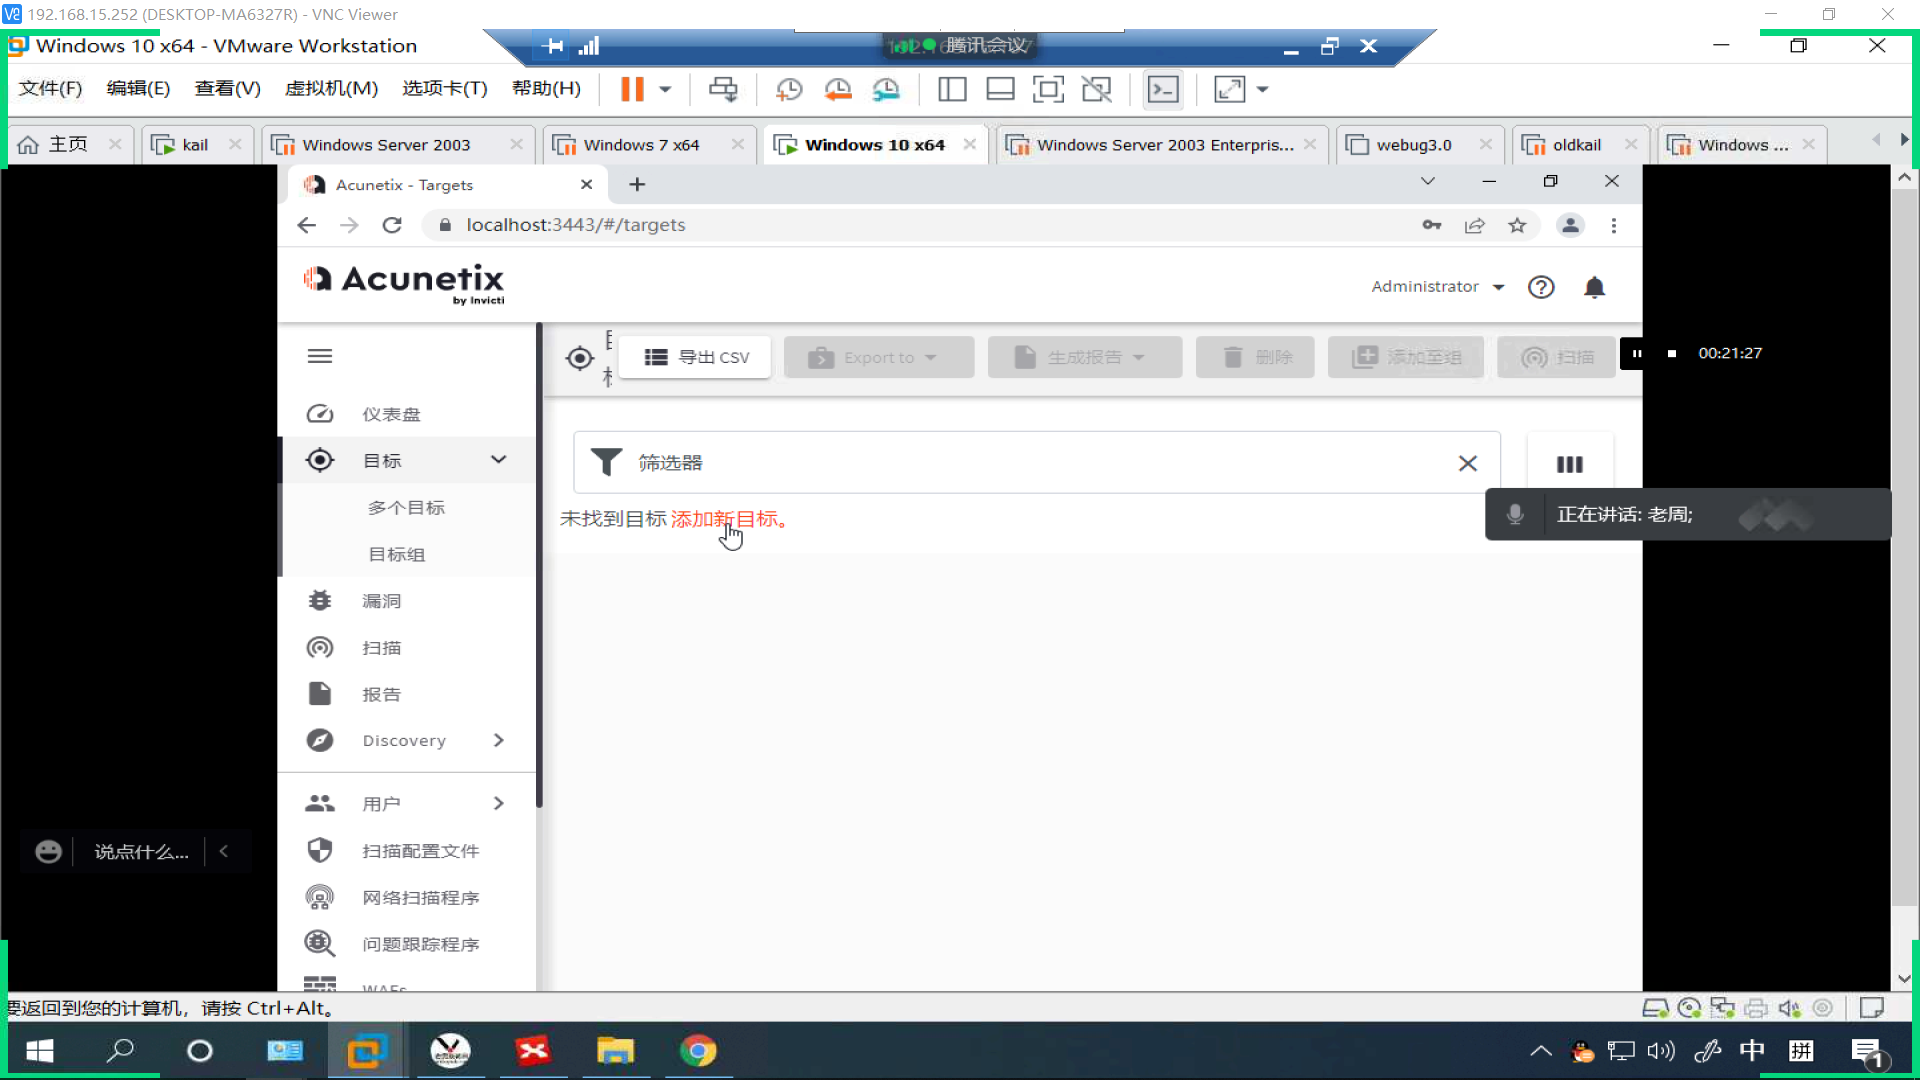 192.168.15.252 (DESKTOP-MA6327R) - VNC Viewer
Windows 10 x64 - VMware Workstation
腾讯会议
文件(F) 编辑(E) 查看(V) 虚拟机(M) 选项卡(T) 帮助(H)
主页 kail Windows Server 2003 Windows 7 x64 Windows 10 x64 Windows Server 2003 Enterpris... webug3.0 oldkail Windows ...
Acunetix - Targets
localhost:3443/#/targets
Acunetix
by Invicti
Administrator
导出 CSV Export to 生成报告 删除 添加至组 扫描
00:21:27
仪表盘
目标
多个目标
目标组
漏洞
扫描
报告
Discovery
用户
扫描配置文件
网络扫描程序
问题跟踪程序
WAFs
筛选器
未找到目标 添加新目标。
正在讲话: 老周;
说点什么...
要返回到您的计算机，请按 Ctrl+Alt。
中 拼 1